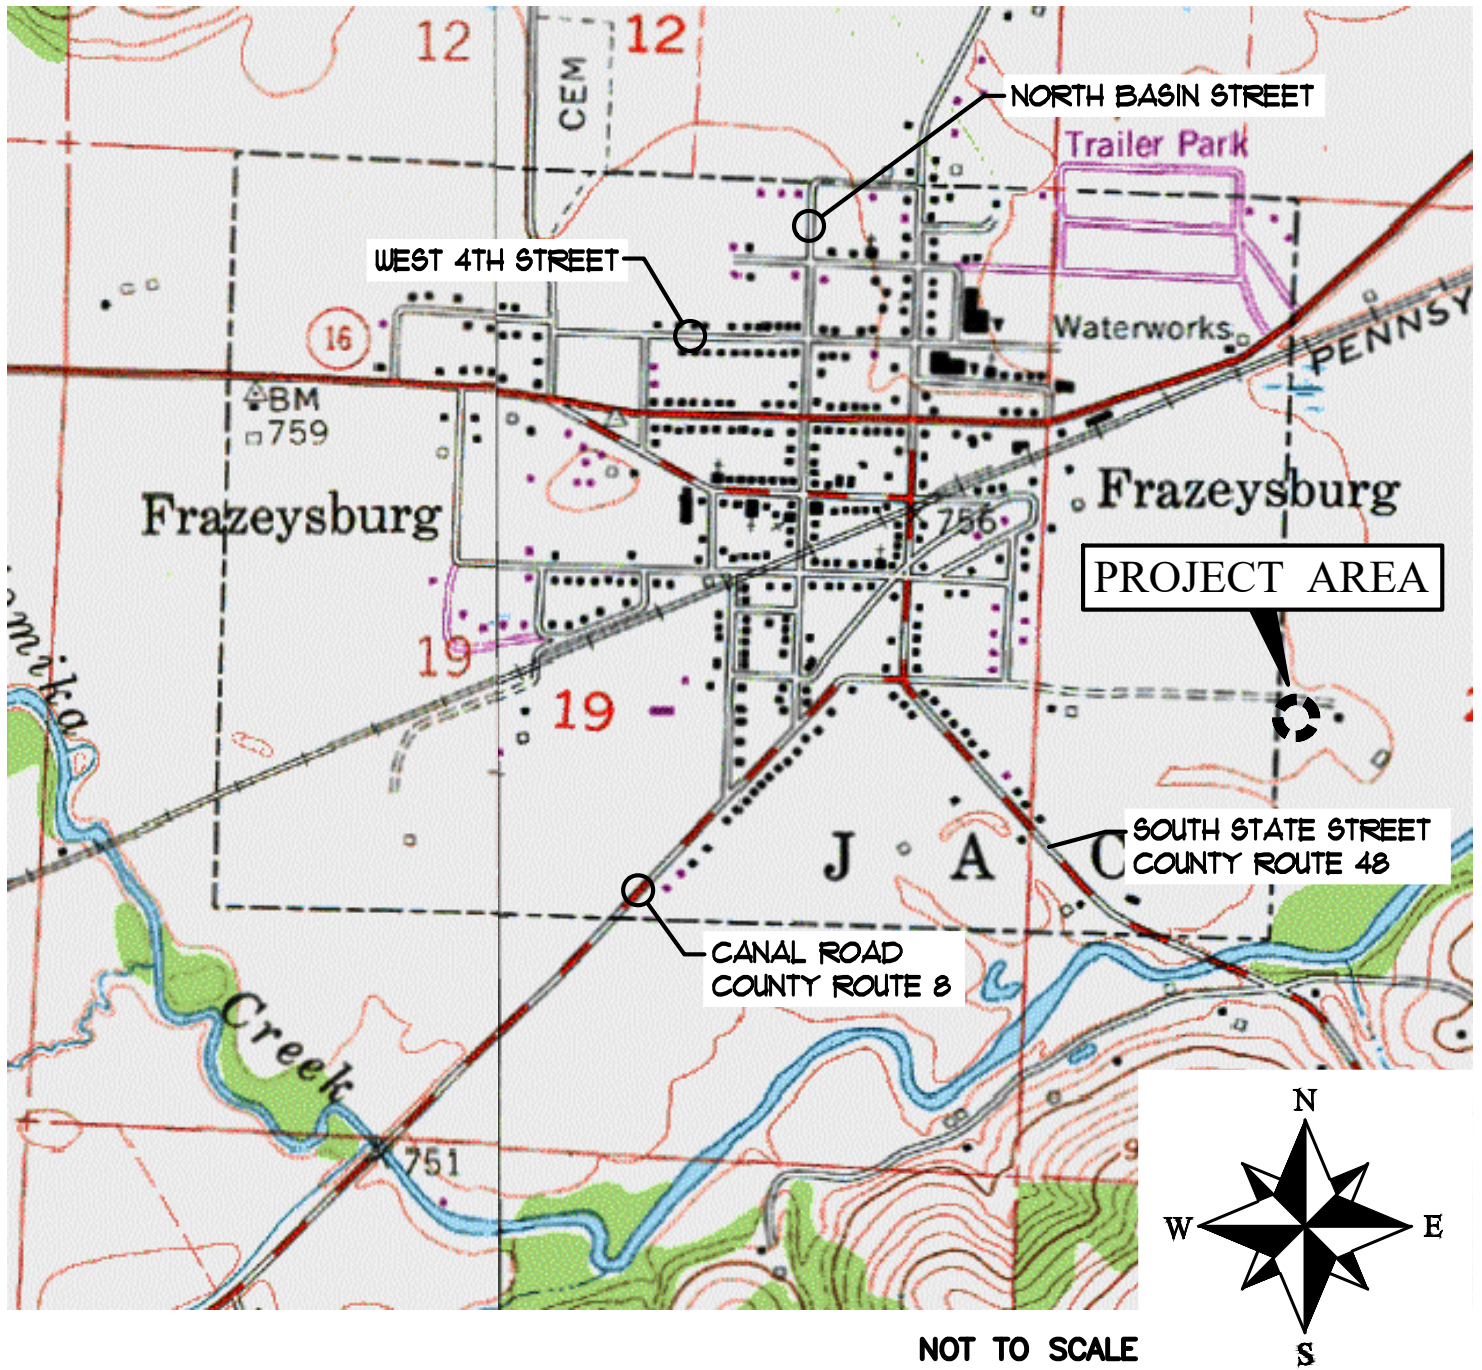 12
12
CEM
NORTH BASIN STREET
Trailer Park
WEST 4TH STREET
16
Waterworks
PENNSY
BM
759
Frazeysburg
Frazeysburg
756
PROJECT AREA
19
19
SOUTH STATE STREET
COUNTY ROUTE 48
J A C
CANAL ROAD
COUNTY ROUTE 8
Creek
751
9
N
W
E
S
NOT TO SCALE